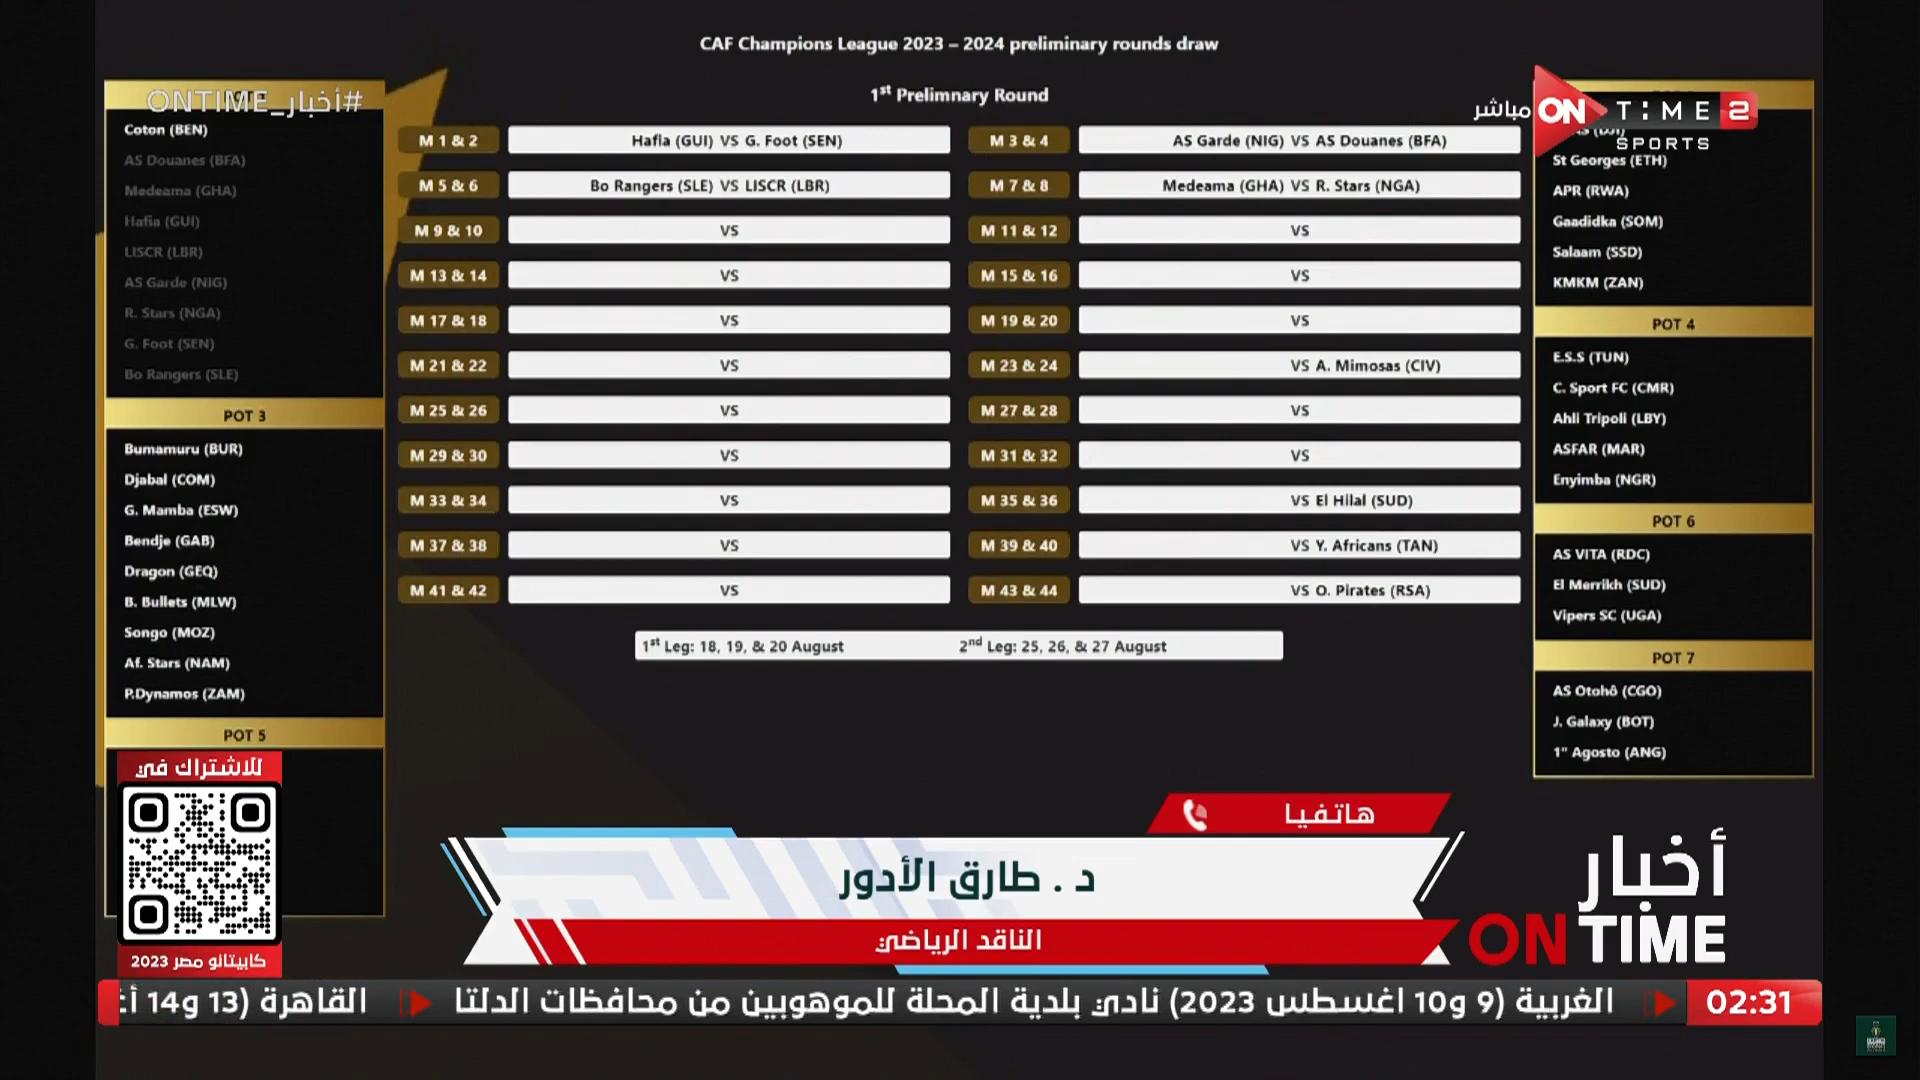 CAF Champions League 2023 – 2024 preliminary rounds draw
1st Prelimnary Round
#أخبار_ONTIME
Coton (BEN)
AS Douanes (BFA)
Medeama (GHA)
Hafia (GUI)
LISCR (LBR)
AS Garde (NIG)
R. Stars (NGA)
G. Foot (SEN)
Bo Rangers (SLE)
POT 3
Bumamuru (BUR)
Djabal (COM)
G. Mamba (ESW)
Bendje (GAB)
Dragon (GEQ)
B. Bullets (MLW)
Songo (MOZ)
Af. Stars (NAM)
P.Dynamos (ZAM)
POT 5
M 1 & 2 Hafia (GUI) VS G. Foot (SEN)
M 3 & 4 AS Garde (NIG) VS AS Douanes (BFA)
M 5 & 6 Bo Rangers (SLE) VS LISCR (LBR)
M 7 & 8 Medeama (GHA) VS R. Stars (NGA)
M 9 & 10 VS
M 11 & 12 VS
M 13 & 14 VS
M 15 & 16 VS
M 17 & 18 VS
M 19 & 20 VS
M 21 & 22 VS
M 23 & 24 VS A. Mimosas (CIV)
M 25 & 26 VS
M 27 & 28 VS
M 29 & 30 VS
M 31 & 32 VS
M 33 & 34 VS
M 35 & 36 VS El Hilal (SUD)
M 37 & 38 VS
M 39 & 40 VS Y. Africans (TAN)
M 41 & 42 VS
M 43 & 44 VS O. Pirates (RSA)
1st Leg: 18, 19, & 20 August 2nd Leg: 25, 26, & 27 August
مباشر ON TIME 2
SPORTS
St Georges (ETH)
APR (RWA)
Gaadidka (SOM)
Salaam (SSD)
KMKM (ZAN)
POT 4
E.S.S (TUN)
C. Sport FC (CMR)
Ahli Tripoli (LBY)
ASFAR (MAR)
Enyimba (NGR)
POT 6
AS VITA (RDC)
El Merrikh (SUD)
Vipers SC (UGA)
POT 7
AS Otohô (CGO)
J. Galaxy (BOT)
1" Agosto (ANG)
للاشتراك في
كابيتانو مصر 2023
هاتفيا
د . طارق الأدور
الناقد الرياضي
أخبار
ON TIME
الغربية (9 و10 اغسطس 2023) نادي بلدية المحلة للموهوبين من محافظات الدلتا
القاهرة (13 و14
02:31